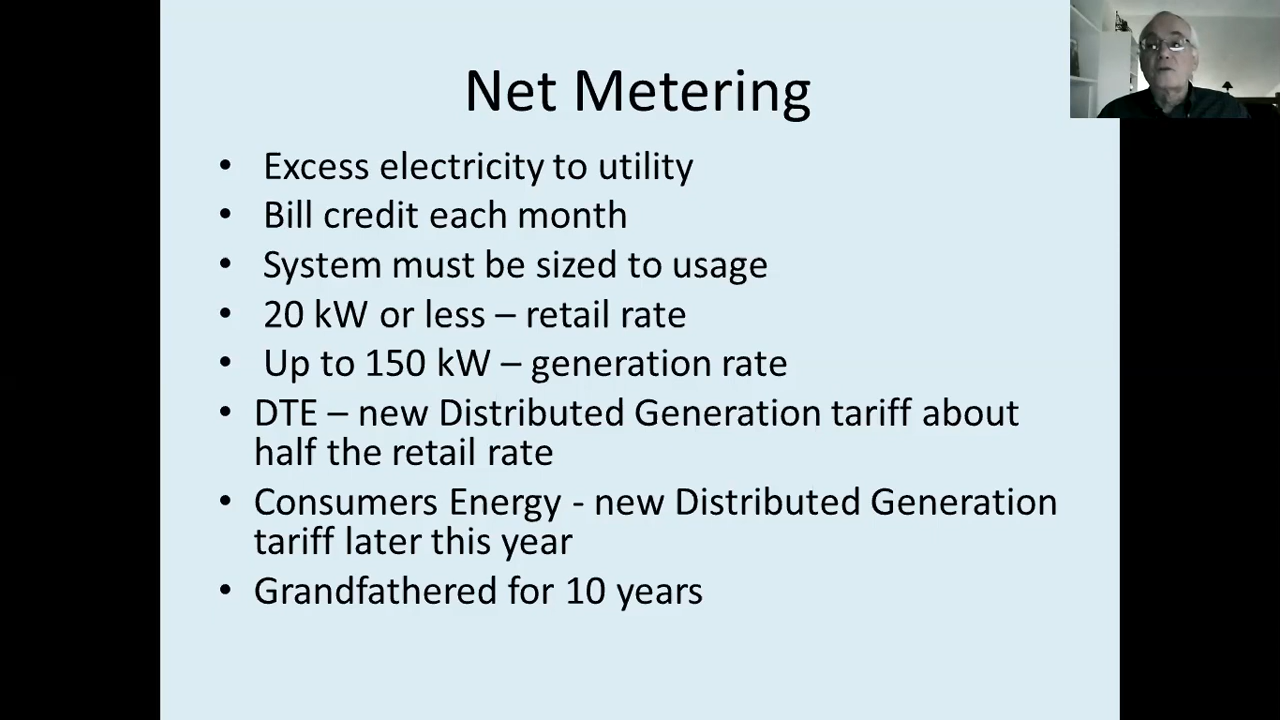 Net Metering
• Excess electricity to utility
• Bill credit each month
• System must be sized to usage
• 20 kW or less – retail rate
• Up to 150 kW – generation rate
• DTE – new Distributed Generation tariff about
half the retail rate
• Consumers Energy - new Distributed Generation
tariff later this year
• Grandfathered for 10 years